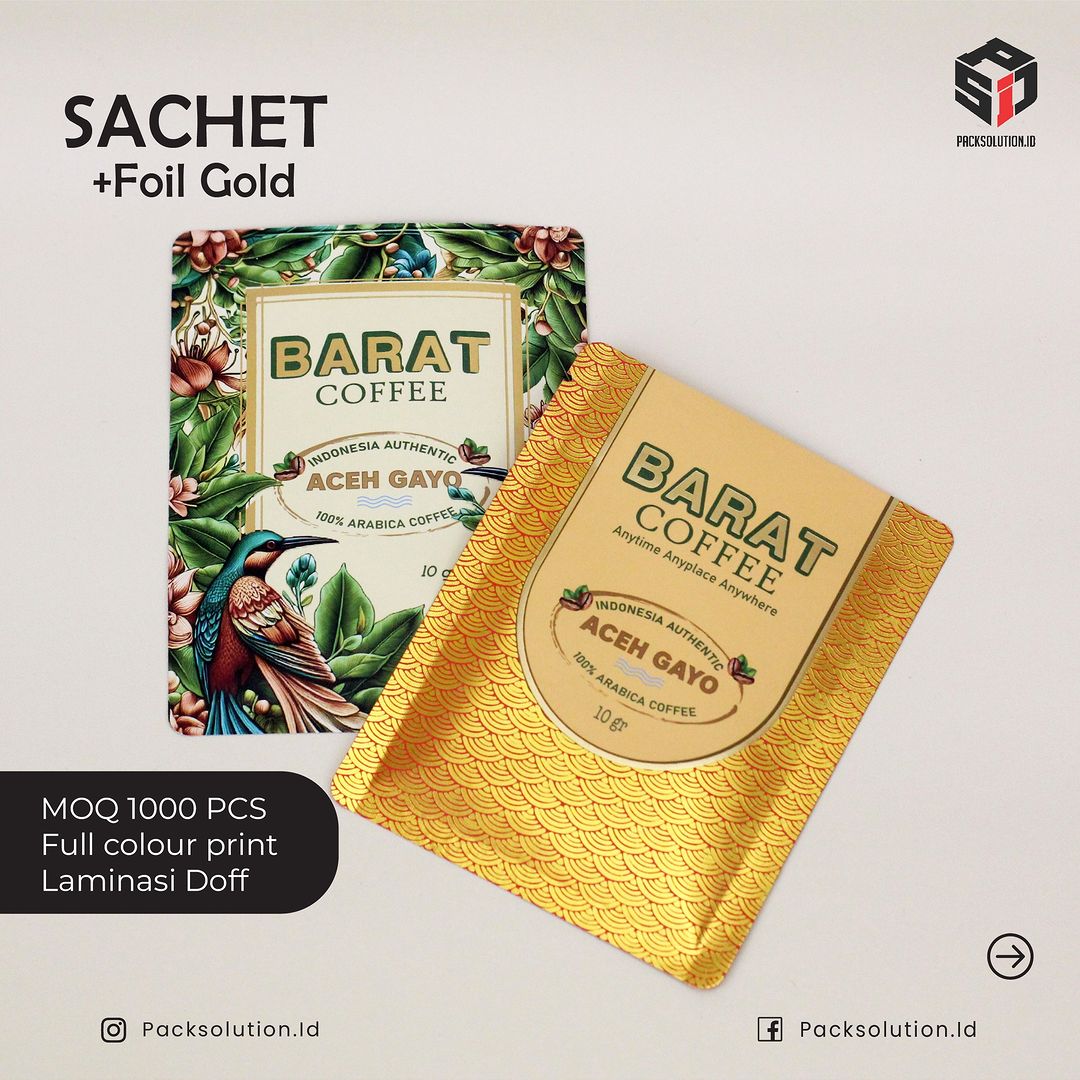 SACHET
+Foil Gold
PSID
PACKSOLUTION.ID
BARAT
COFFEE
INDONESIA AUTHENTIC
ACEH GAYO
100% ARABICA COFFEE
10 g
BARAT
COFFEE
Anytime Anyplace Anywhere
INDONESIA AUTHENTIC
ACEH GAYO
100% ARABICA COFFEE
10 gr
MOQ 1000 PCS
Full colour print
Laminasi Doff
Packsolution.Id
Packsolution.Id